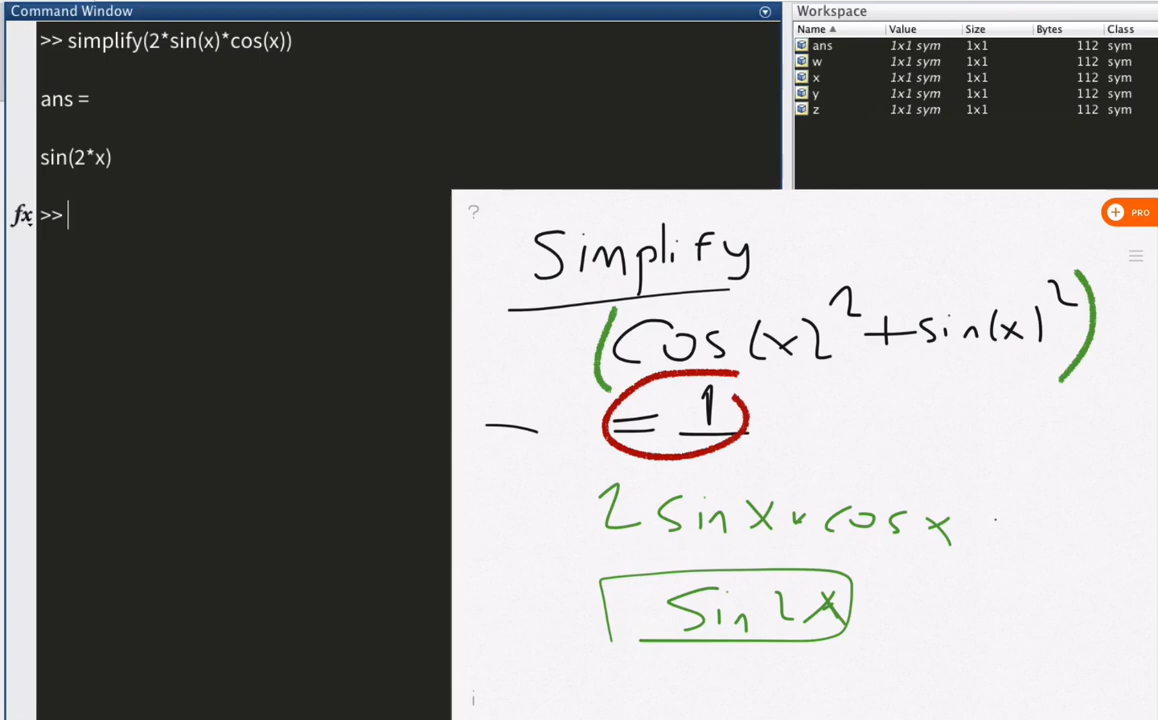 Command Window
>> simplify(2*sin(x)*cos(x))
ans =
sin(2*x)
fx >>
Workspace
Name Value Size Bytes Class
ans 1x1 sym 1x1 112 sym
w 1x1 sym 1x1 112 sym
x 1x1 sym 1x1 112 sym
y 1x1 sym 1x1 112 sym
z 1x1 sym 1x1 112 sym
?
PRO
Simplify
(Cos(x)² + sin(x)²)
— = 1
2 sin x * cos x
Sin 2x
i